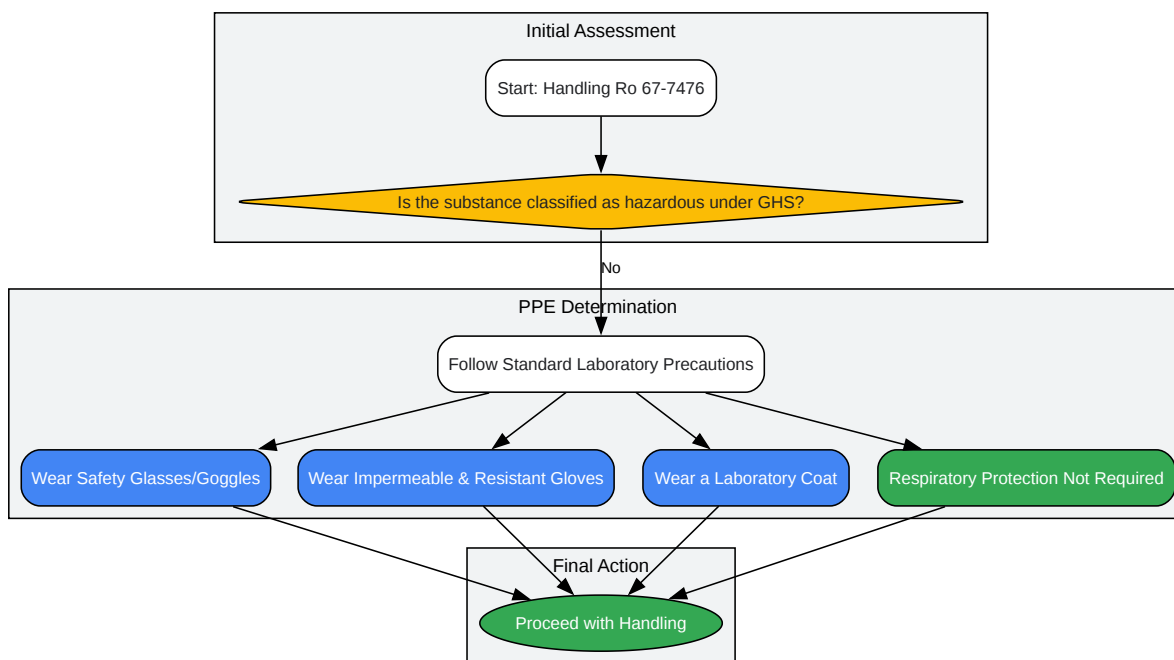 Initial Assessment
Start: Handling Ro 67-7476
Is the substance classified as hazardous under GHS?
No
PPE Determination
Follow Standard Laboratory Precautions
Wear Safety Glasses/Goggles
Wear Impermeable & Resistant Gloves
Wear a Laboratory Coat
Respiratory Protection Not Required
Final Action
Proceed with Handling